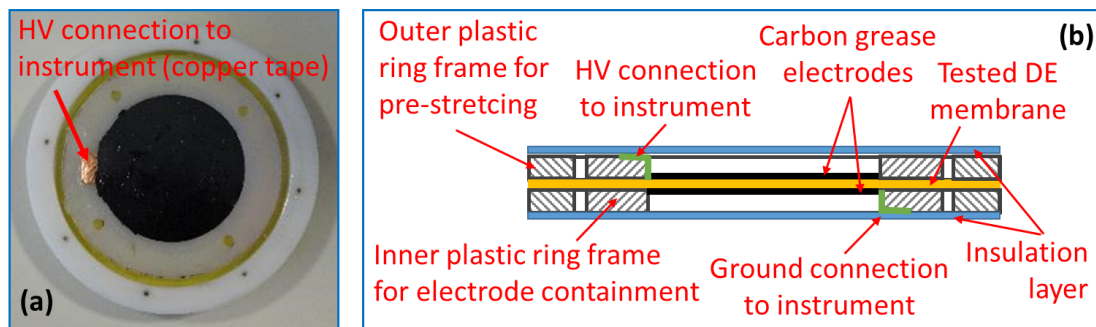 HV connection to
instrument (copper tape)
(a)
Outer plastic
ring frame for
pre-stretcing
HV connection
to instrument
Carbon grease
electrodes
Tested DE
membrane
(b)
Inner plastic ring frame
for electrode containment
Ground connection
to instrument
Insulation
layer